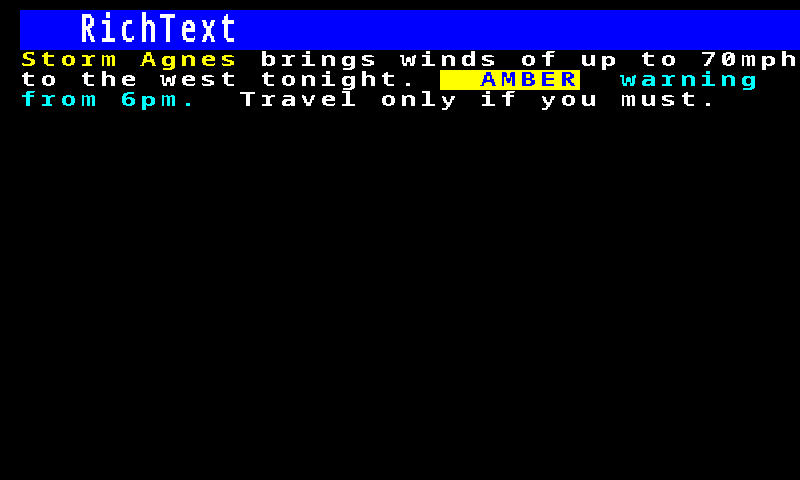 RichText
Storm Agnes brings winds of up to 70mph
to the west tonight. AMBER warning
from 6pm. Travel only if you must.